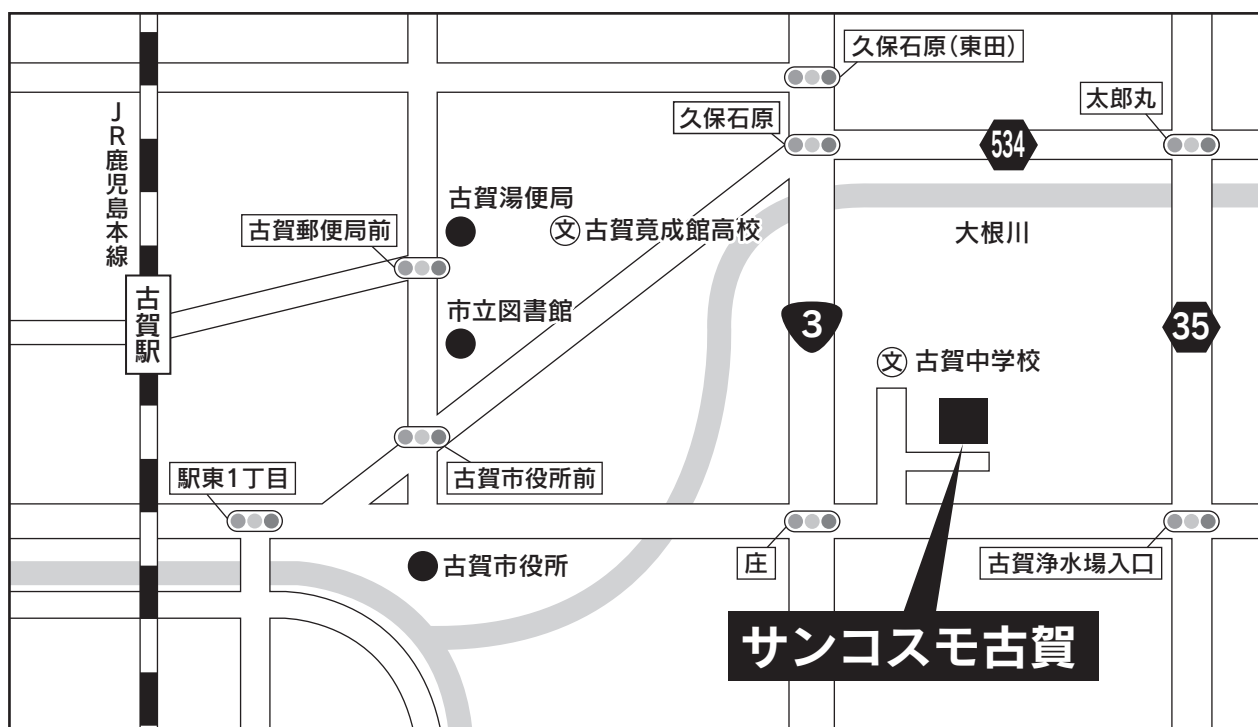 久保石原（東田）
太郎丸
久保石原
534
JR鹿児島本線
古賀湯便局
古賀郵便局前
文 古賀竟成館高校
大根川
古賀駅
市立図書館
3
35
文 古賀中学校
駅東1丁目
古賀市役所前
古賀市役所
庄
古賀浄水場入口
サンコスモ古賀